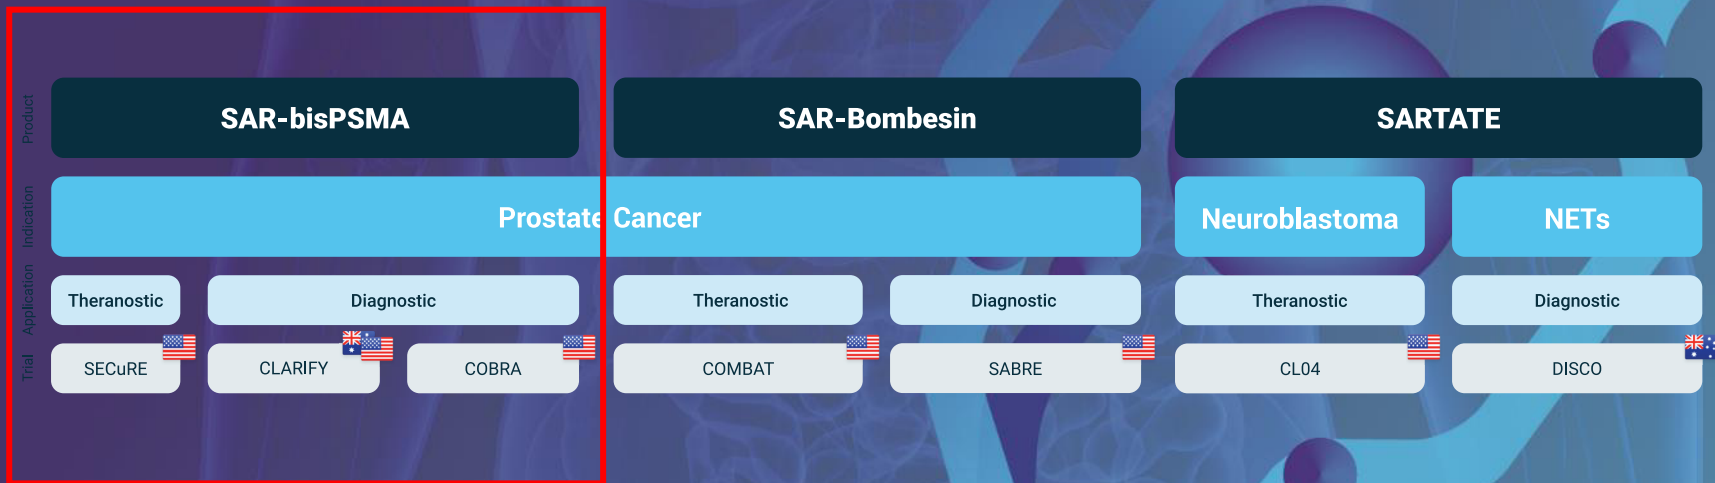 Product
SAR-bisPSMA
SAR-Bombesin
SARTATE
Indication
Prostate Cancer
Neuroblastoma
NETs
Application
Theranostic
Diagnostic
Theranostic
Diagnostic
Theranostic
Diagnostic
Trial
SECuRE
CLARIFY
COBRA
COMBAT
SABRE
CL04
DISCO